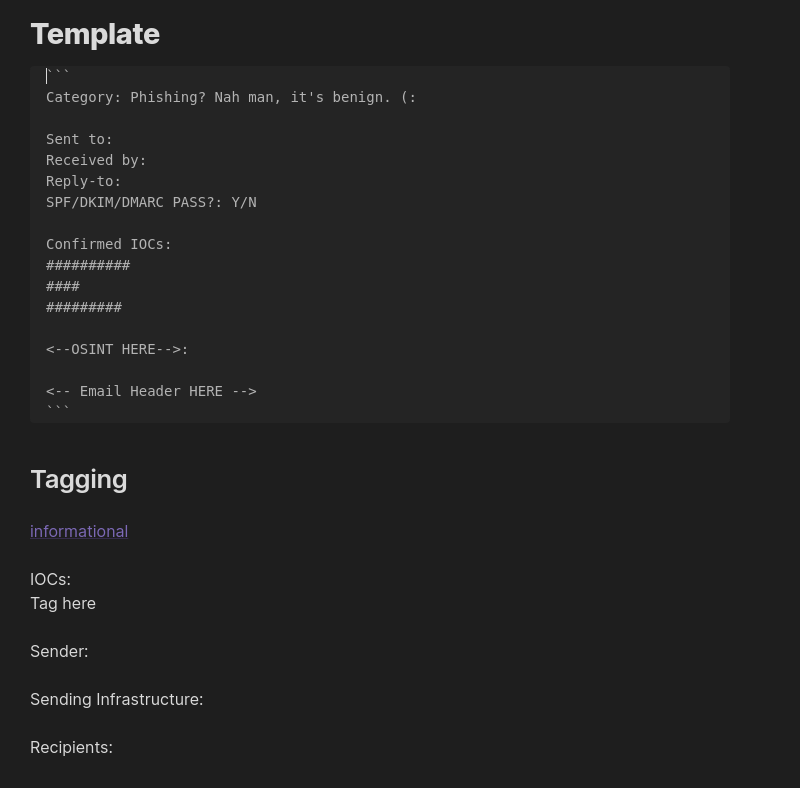 Template
```
Category: Phishing? Nah man, it's benign. (:
Sent to:
Received by:
Reply-to:
SPF/DKIM/DMARC PASS?: Y/N
Confirmed IOCs:
##########
####
#########
<--OSINT HERE-->:
<-- Email Header HERE -->
```
Tagging
informational
IOCs:
Tag here
Sender:
Sending Infrastructure:
Recipients: